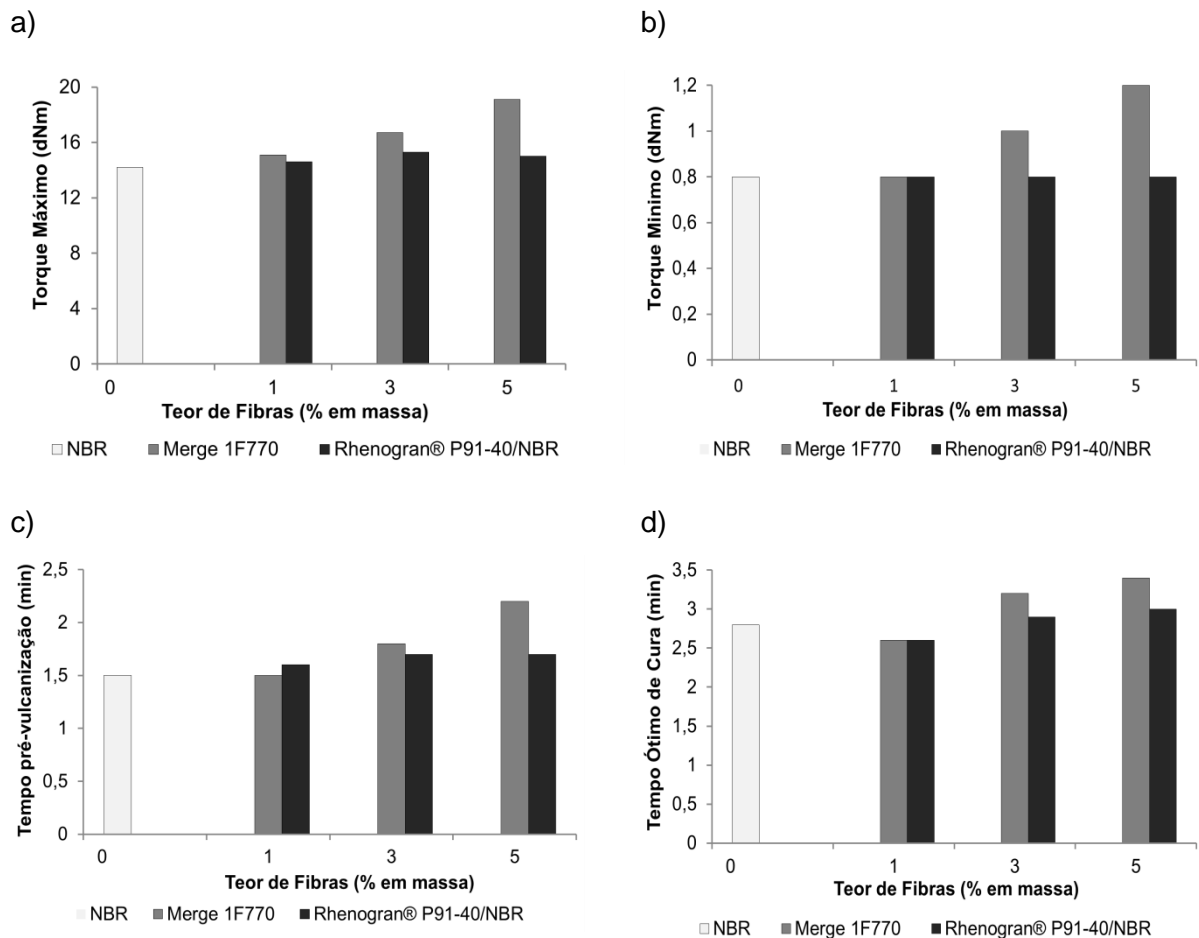 a)
20
16
12
8
4
0
Torque Máximo (dNm)
0 1 3 5
Teor de Fibras (% em massa)
NBR Merge 1F770 Rhenogran® P91-40/NBR
b)
1,2
1
0,8
0,6
0,4
0,2
0
Torque Minimo (dNm)
0 1 3 5
Teor de Fibras (% em massa)
NBR Merge 1F770 Rhenogran® P91-40/NBR
c)
2,5
2
1,5
1
0,5
0
Tempo pré-vulcanização (min)
0 1 3 5
Teor de Fibras (% em massa)
NBR Merge 1F770 Rhenogran® P91-40/NBR
d)
3,5
3
2,5
2
1,5
1
0,5
0
Tempo Ótimo de Cura (min)
0 1 3 5
Teor de Fibras (% em massa)
NBR Merge 1F770 Rhenogran® P91-40/NBR